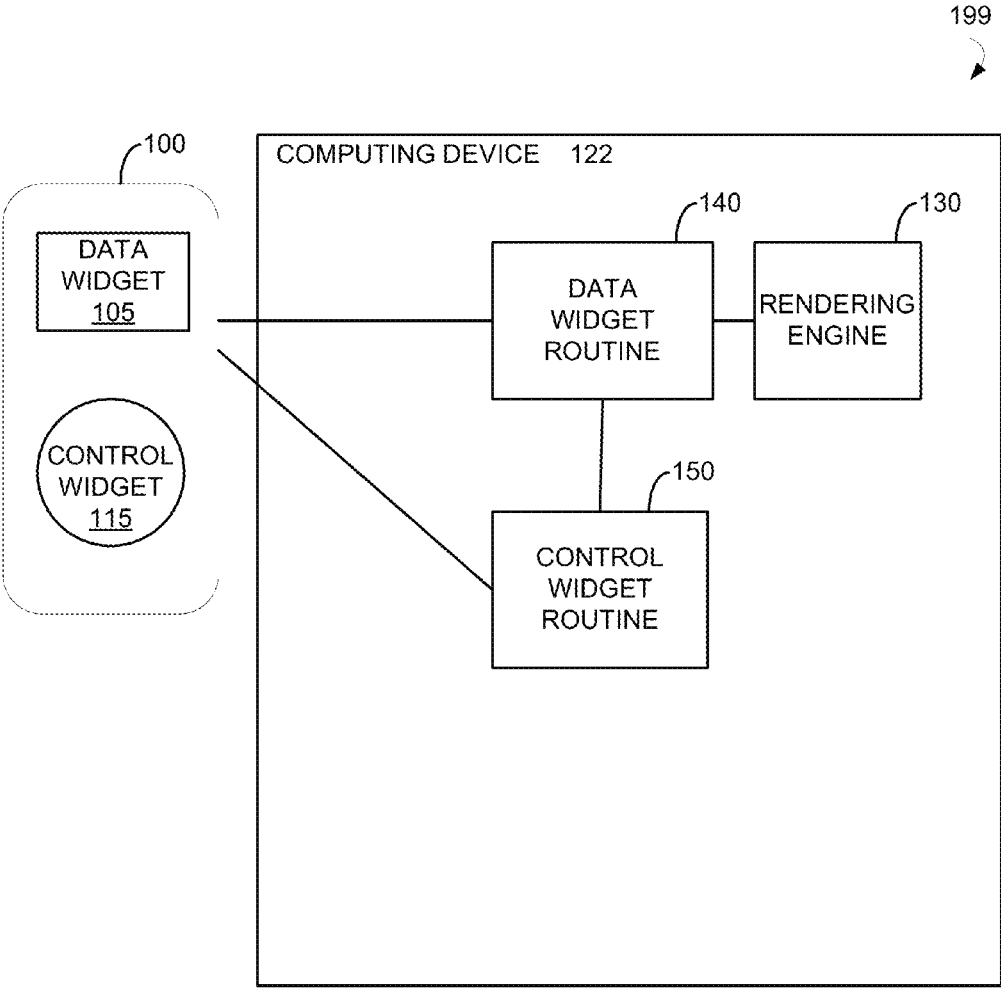 199
100
COMPUTING DEVICE 122
140
130
DATA
WIDGET
105
DATA
WIDGET
ROUTINE
RENDERING
ENGINE
CONTROL
WIDGET
115
150
CONTROL
WIDGET
ROUTINE